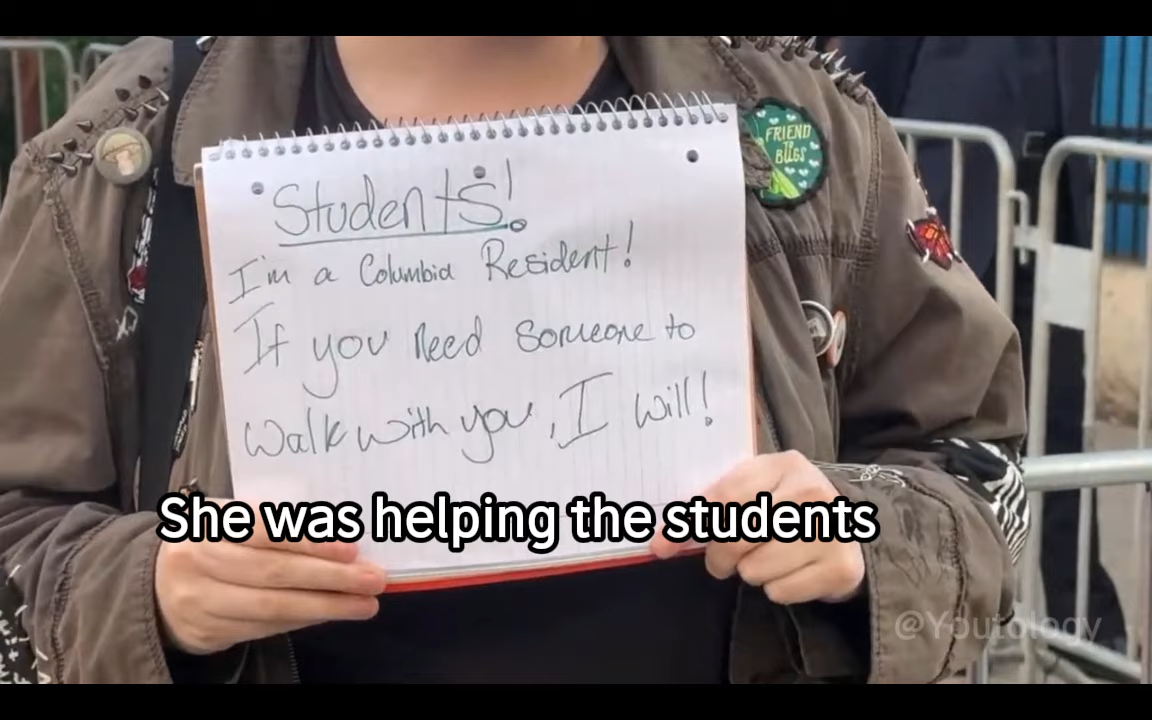 FRIEND
TO
BUGS
Students!
I'm a Columbia Resident!
If you need someone to
Walk with you, I will!
She was helping the students
@Youtology